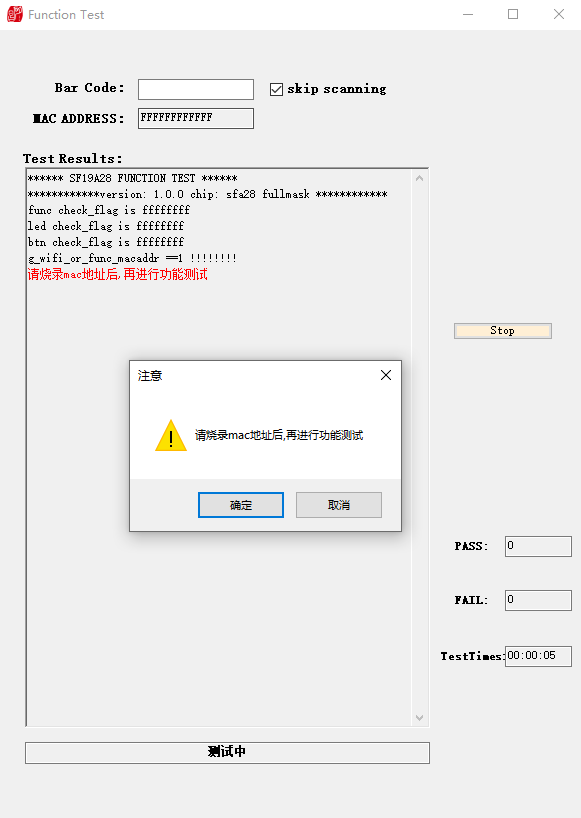 Function Test
Bar Code:
skip scanning
MAC ADDRESS:
FFFFFFFFFFFF
Test Results:
****** SF19A28 FUNCTION TEST ******
************version: 1.0.0 chip: sfa28 fullmask ************
func check_flag is ffffffff
led check_flag is ffffffff
btn check_flag is ffffffff
g_wifi_or_func_macaddr ==1 !!!!!!!!
请烧录mac地址后,再进行功能测试
Stop
注意
请烧录mac地址后,再进行功能测试
确定
取消
PASS:
0
FAIL:
0
TestTimes:
00:00:05
测试中